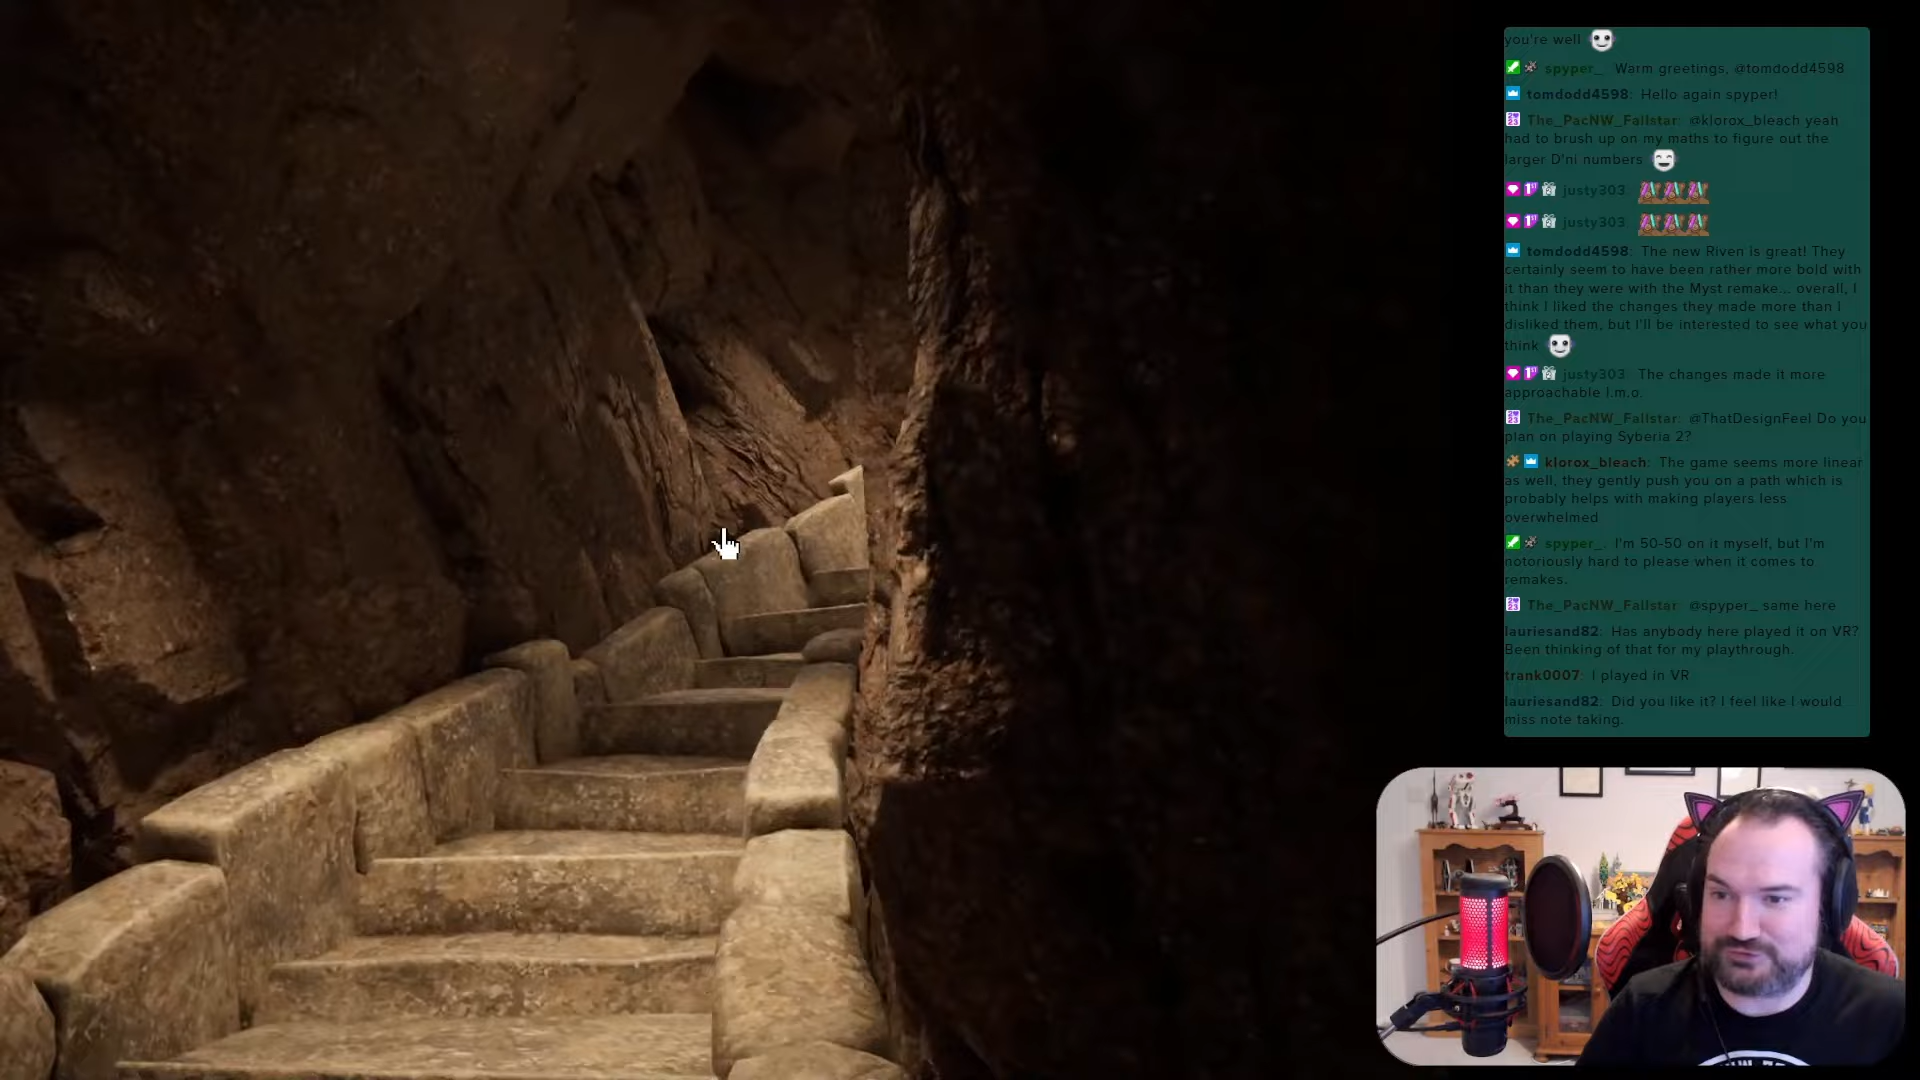 you're well
spyper_ Warm greetings, @tomdodd4598
tomdodd4598: Hello again spyper!
The_PacNW_Fallstar: @klorox_bleach yeah
had to brush up on my maths to figure out the
larger D'ni numbers
justy303:
justy303:
tomdodd4598: The new Riven is great! They
certainly seem to have been rather more bold with
it than they were with the Myst remake... overall, I
think I liked the changes they made more than I
disliked them, but I'll be interested to see what you
think
justy303: The changes made it more
approachable I.m.o.
The_PacNW_Fallstar: @ThatDesignFeel Do you
plan on playing Syberia 2?
klorox_bleach: The game seems more linear
as well, they gently push you on a path which is
probably helps with making players less
overwhelmed
spyper_: I'm 50-50 on it myself, but I'm
notoriously hard to please when it comes to
remakes.
The_PacNW_Fallstar: @spyper_ same here
lauriesand82: Has anybody here played it on VR?
Been thinking of that for my playthrough.
trank0007: I played in VR
lauriesand82: Did you like it? I feel like I would
miss note taking.